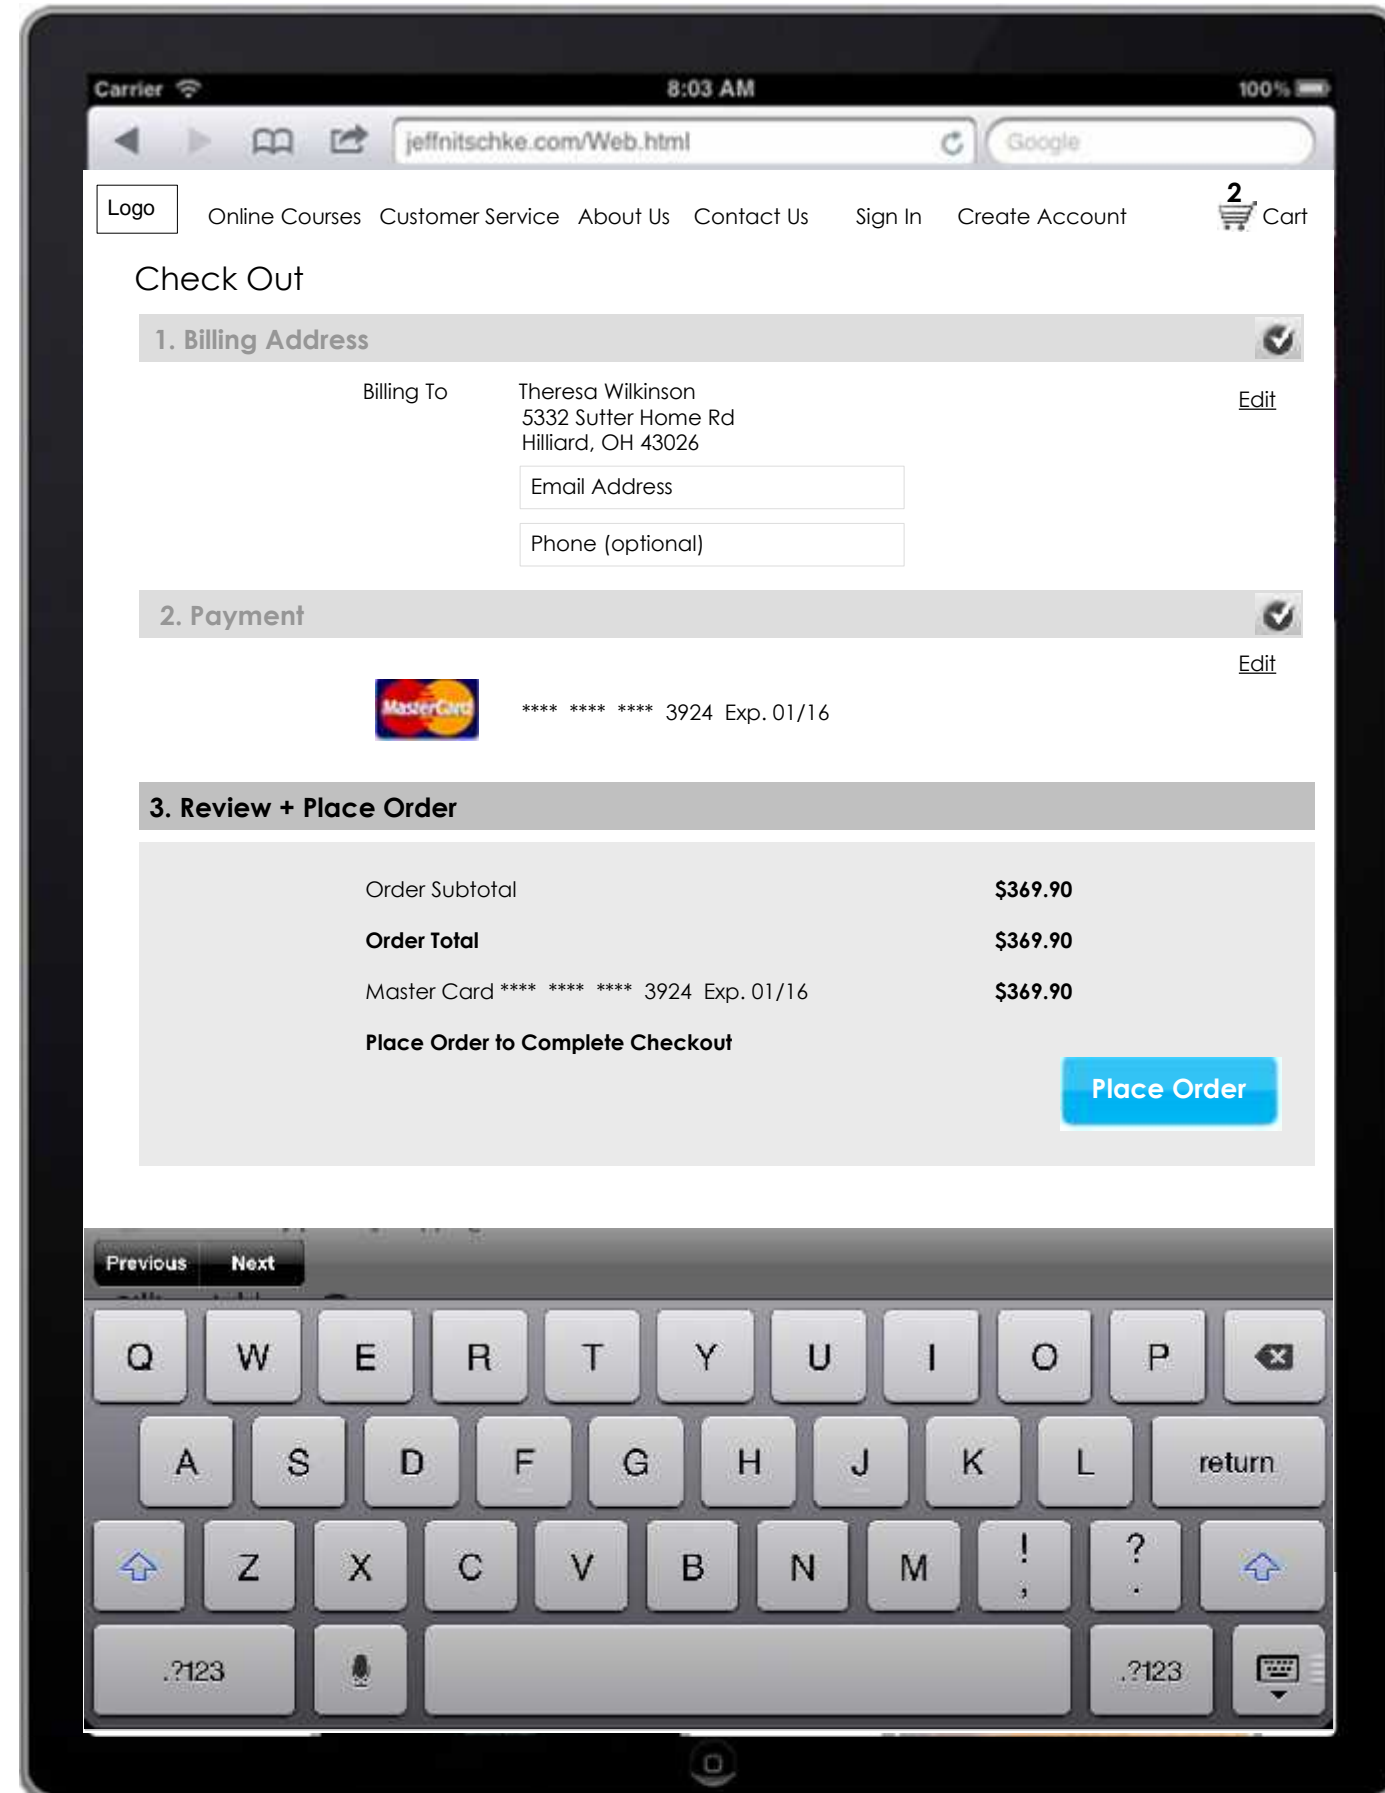 Carrier 8:03 AM 100%
jeffnitschke.com/Web.html Google
Logo Online Courses Customer Service About Us Contact Us Sign In Create Account 2 Cart
Check Out
1. Billing Address
Billing To Theresa Wilkinson Edit
5332 Sutter Home Rd
Hilliard, OH 43026
Email Address
Phone (optional)
2. Payment
Edit
MasterCard **** **** **** 3924 Exp. 01/16
3. Review + Place Order
Order Subtotal $369.90
Order Total $369.90
Master Card **** **** **** 3924 Exp. 01/16 $369.90
Place Order to Complete Checkout
Place Order
Previous Next
Q W E R T Y U I O P
A S D F G H J K L return
Z X C V B N M ! , ? .
.?123 .?123